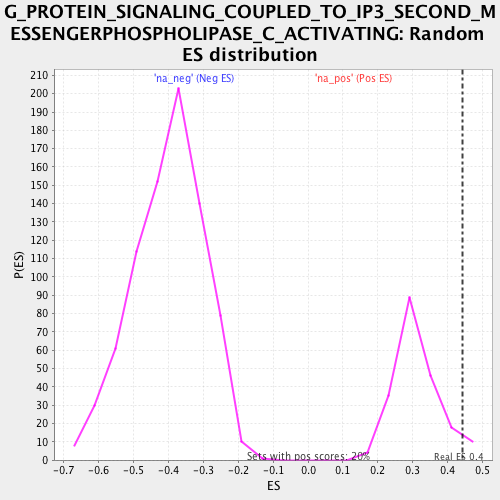 G_PROTEIN_SIGNALING_COUPLED_TO_IP3_SECOND_M
ESSENGERPHOSPHOLIPASE_C_ACTIVATING: Random
ES distribution
'na_neg' (Neg ES) 'na_pos' (Pos ES)
210
200
190
180
170
160
150
140
130
120
110
100
90
80
70
60
50
40
30
20
10
0
P(ES)
Sets with pos scores: 20%
Real ES 0.4
-0.7 -0.6 -0.5 -0.4 -0.3 -0.2 -0.1 0.0 0.1 0.2 0.3 0.4 0.5
ES